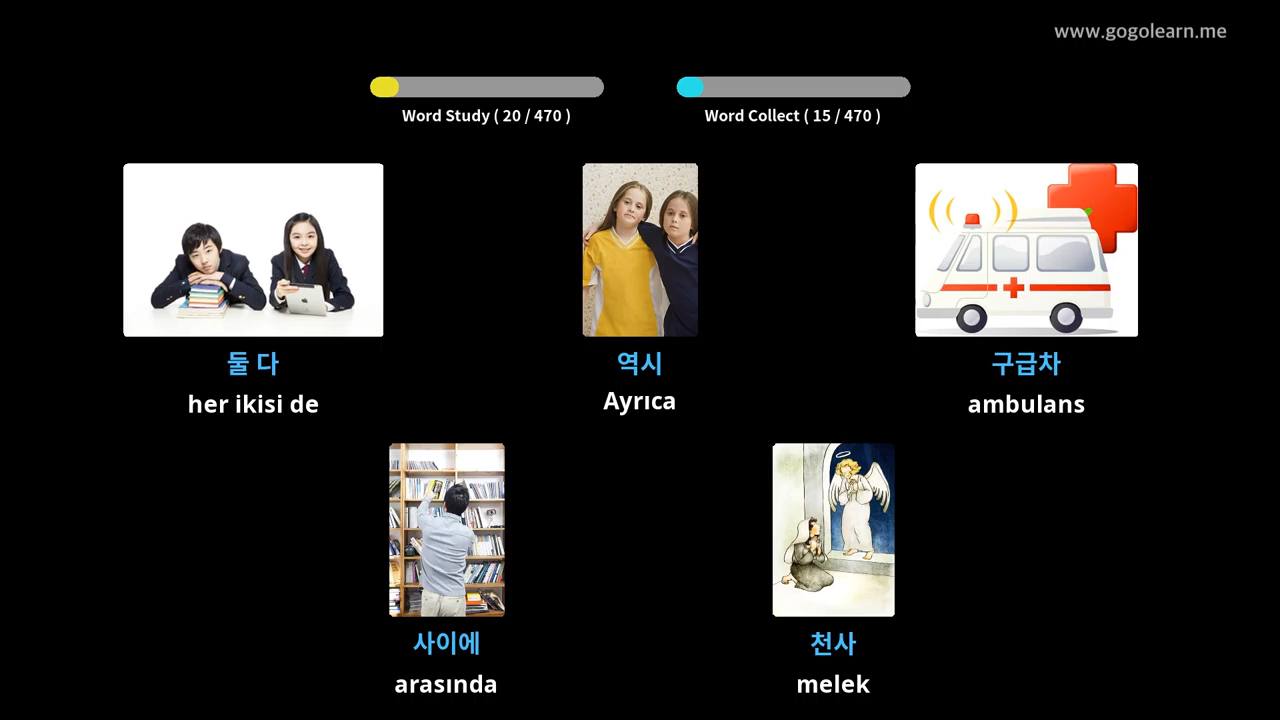 www.gogolearn.me
Word Study ( 20 / 470 )
Word Collect ( 15 / 470 )
둘 다
her ikisi de
역시
Ayrıca
구급차
ambulans
사이에
arasında
천사
melek